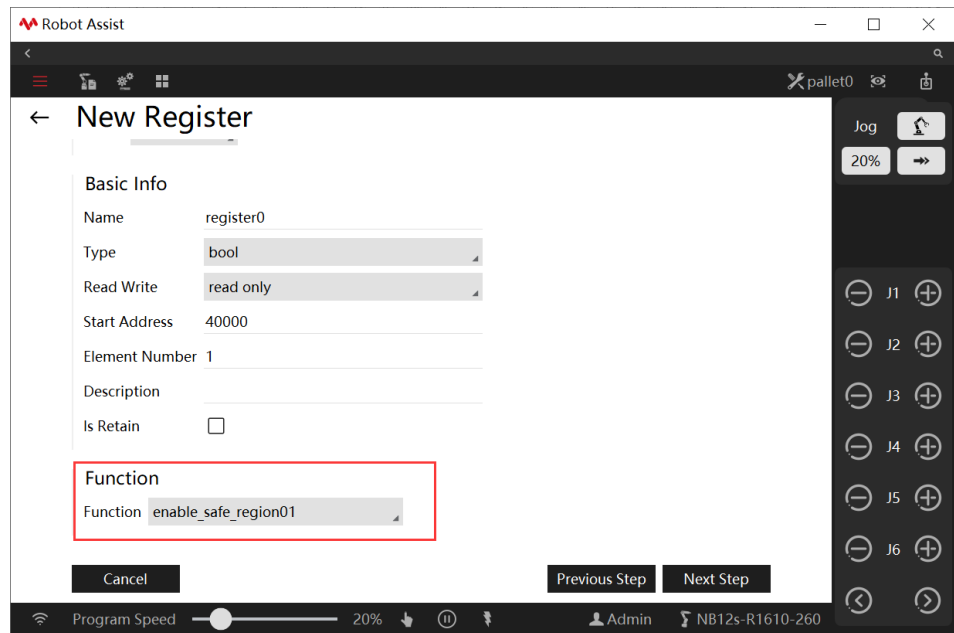 Robot Assist
pallet0
New Register
Jog
20%
Basic Info
Name register0
Type bool
Read Write read only
Start Address 40000
Element Number 1
Description
Is Retain
Function
Function enable_safe_region01
Cancel Previous Step Next Step
J1
J2
J3
J4
J5
J6
Program Speed 20% Admin NB12s-R1610-260